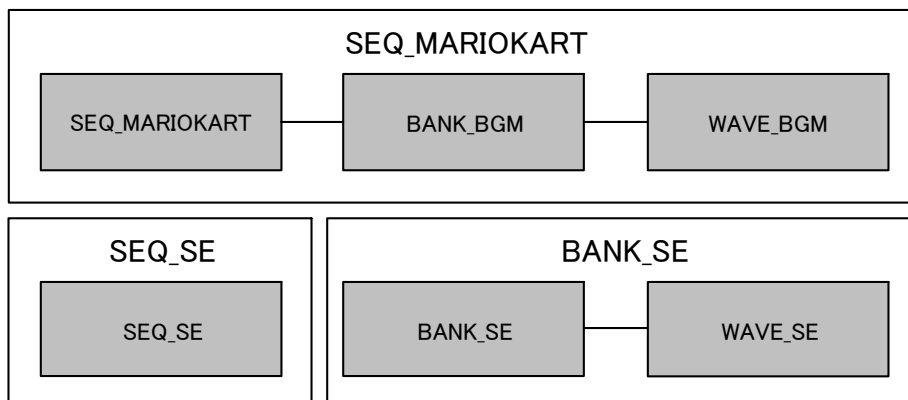 SEQ_MARIOKART
SEQ_MARIOKART
BANK_BGM
WAVE_BGM
SEQ_SE
SEQ_SE
BANK_SE
BANK_SE
WAVE_SE